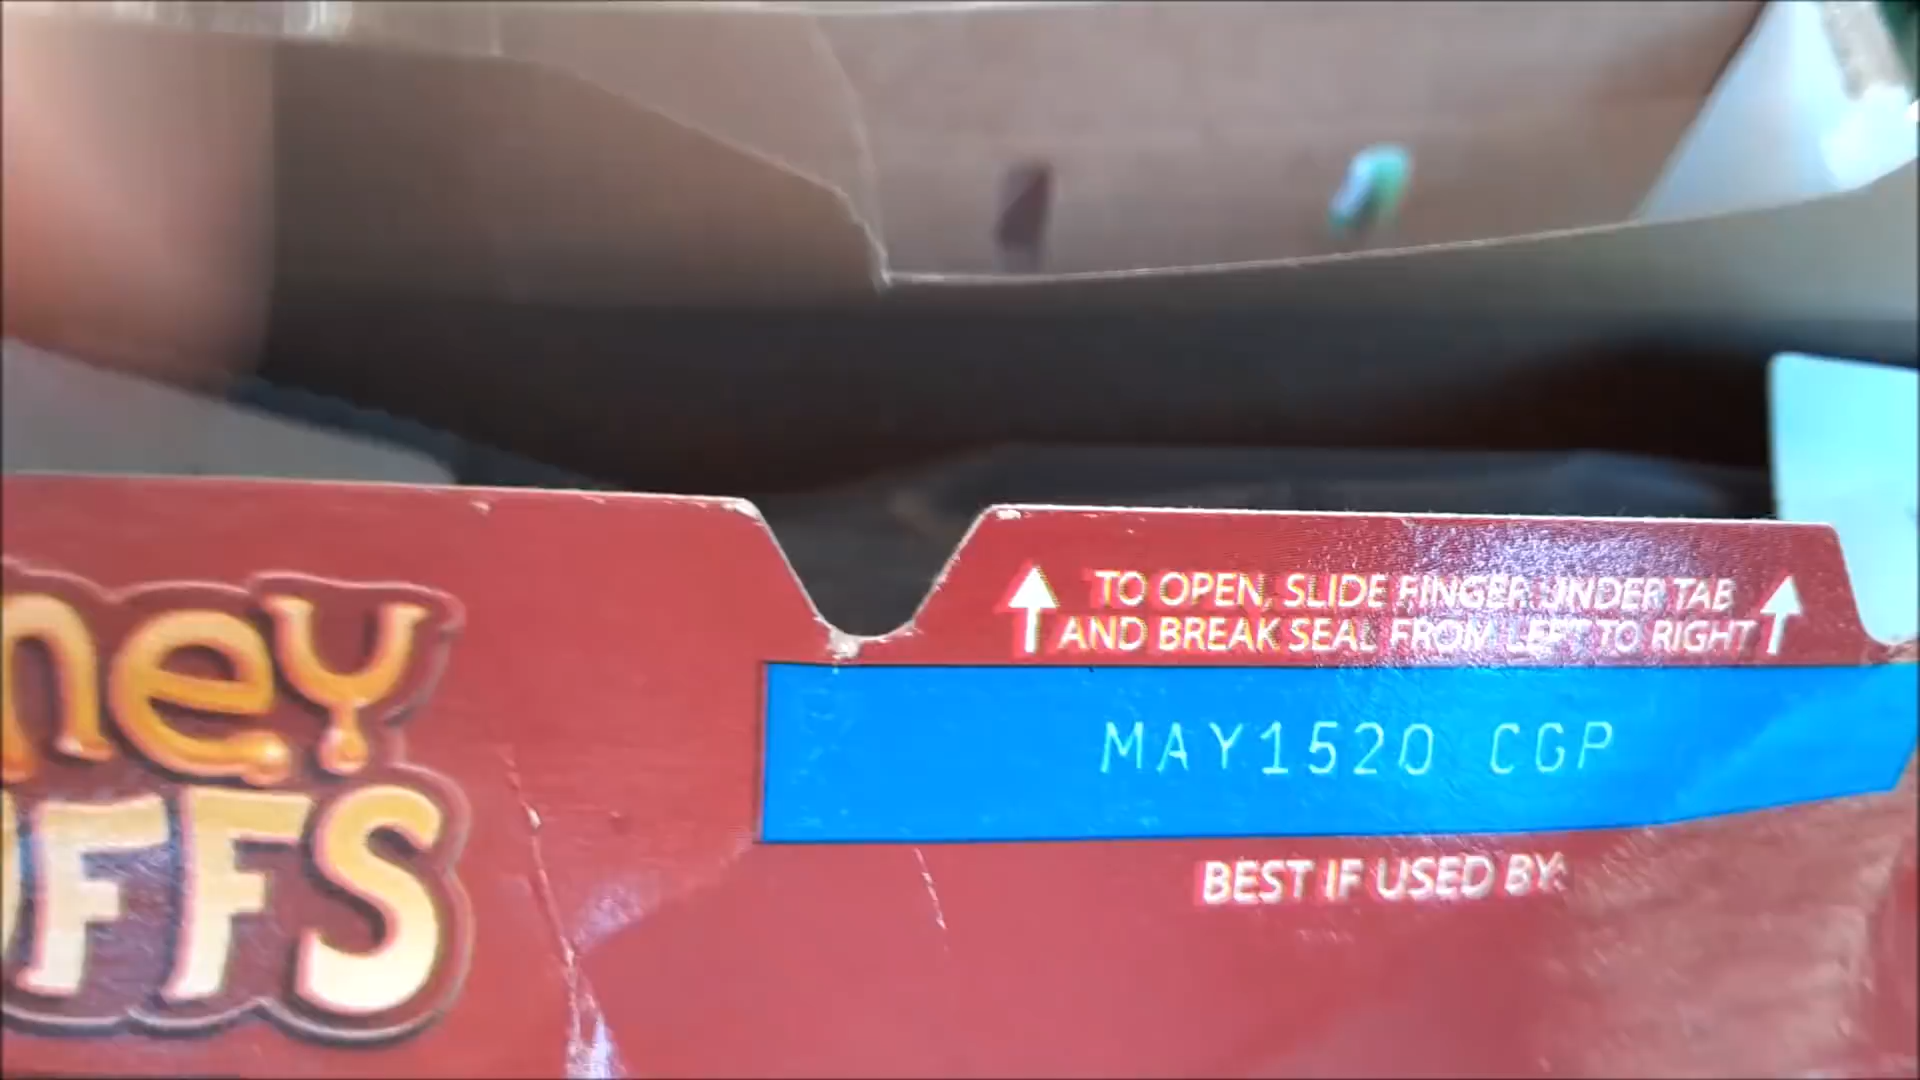 ney
FFS
TO OPEN, SLIDE FINGER UNDER TAB
AND BREAK SEAL FROM LEFT TO RIGHT
MAY1520 CGP
BEST IF USED BY: